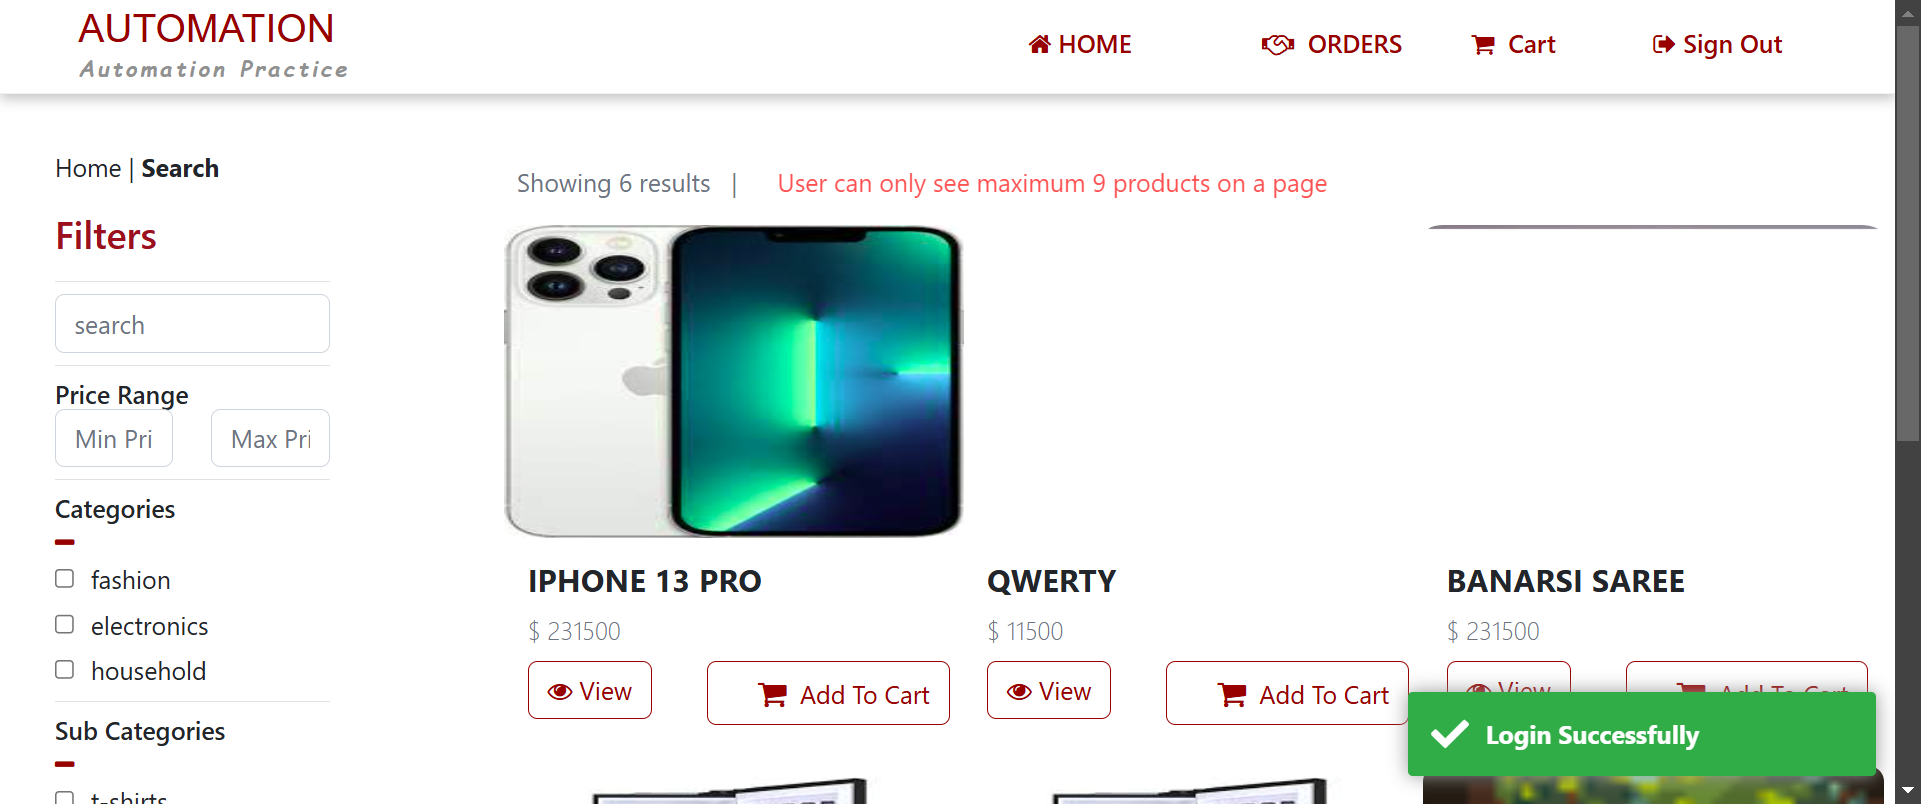 AUTOMATION
Automation Practice
HOME
ORDERS
Cart
Sign Out
Home | Search
Filters
search
Price Range
Min Pri
Max Pri
Categories
fashion
electronics
household
Sub Categories
t-shirts
Showing 6 results | User can only see maximum 9 products on a page
IPHONE 13 PRO
$ 231500
View
Add To Cart
QWERTY
$ 11500
View
Add To Cart
BANARSI SAREE
$ 231500
View
Add To Cart
Login Successfully